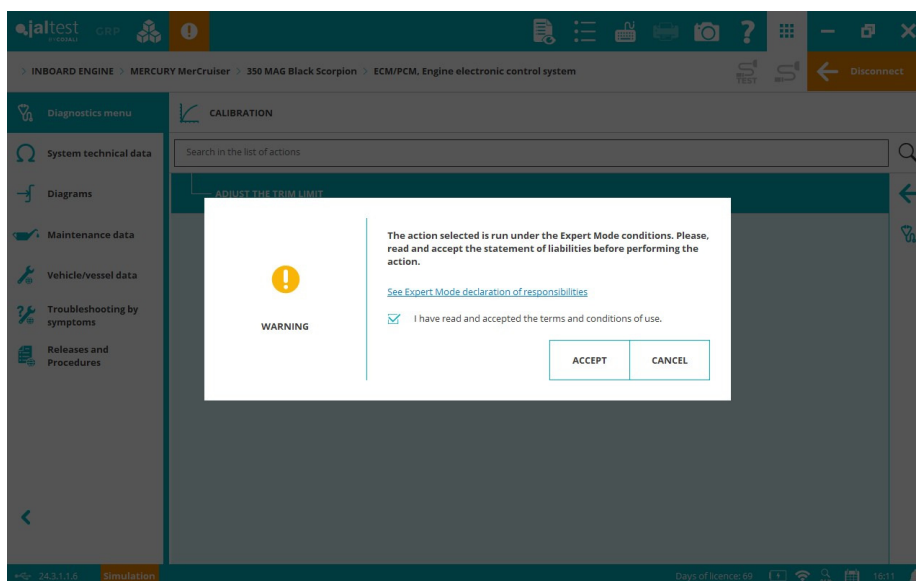 jaltest GRP
BY COJALI
INBOARD ENGINE > MERCURY MerCruiser > 350 MAG Black Scorpion > ECM/PCM, Engine electronic control system
TEST
Disconnect
Diagnostics menu
CALIBRATION
System technical data
Search in the list of actions
Diagrams
ADJUST THE TRIM LIMIT
Maintenance data
Vehicle/vessel data
Troubleshooting by
symptoms
Releases and
Procedures
WARNING
The action selected is run under the Expert Mode conditions. Please,
read and accept the statement of liabilities before performing the
action.
See Expert Mode declaration of responsibilities
I have read and accepted the terms and conditions of use.
ACCEPT
CANCEL
24.3.1.1.6
Simulation
Days of licence: 69
16:11